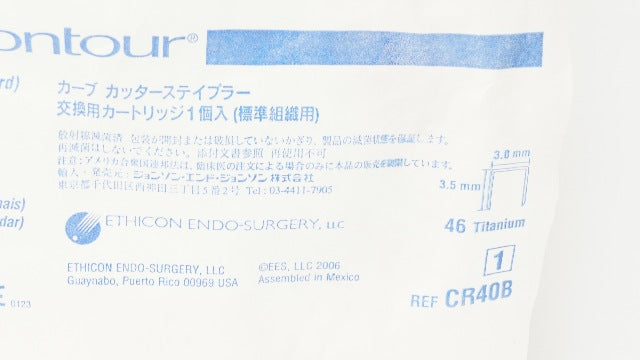 ontour®
rd)
カーブ カッターステイプラー
交換用カートリッジ1個入 (標準組織用)
放射線滅菌済 包装が開封または破損していないかぎり、製品の滅菌状態を保証します。
再滅菌はしないでください。添付文書参照 再使用不可
注意:アメリカ合衆国連邦法は、臨床医の注文による場合のみに本品の販売を制限しています。
輸入・発売元:ジョンソン・エンド・ジョンソン株式会社
東京都千代田区西神田三丁目5番2号 Tel:03-4411-7905
3.8 mm
3.5 mm
46 Titanium
nais)
dar)
ETHICON ENDO-SURGERY, LLC
ETHICON ENDO-SURGERY, LLC
Guaynabo, Puerto Rico 00969 USA
©EES, LLC 2006
Assembled in Mexico
1
E 0123
REF CR40B